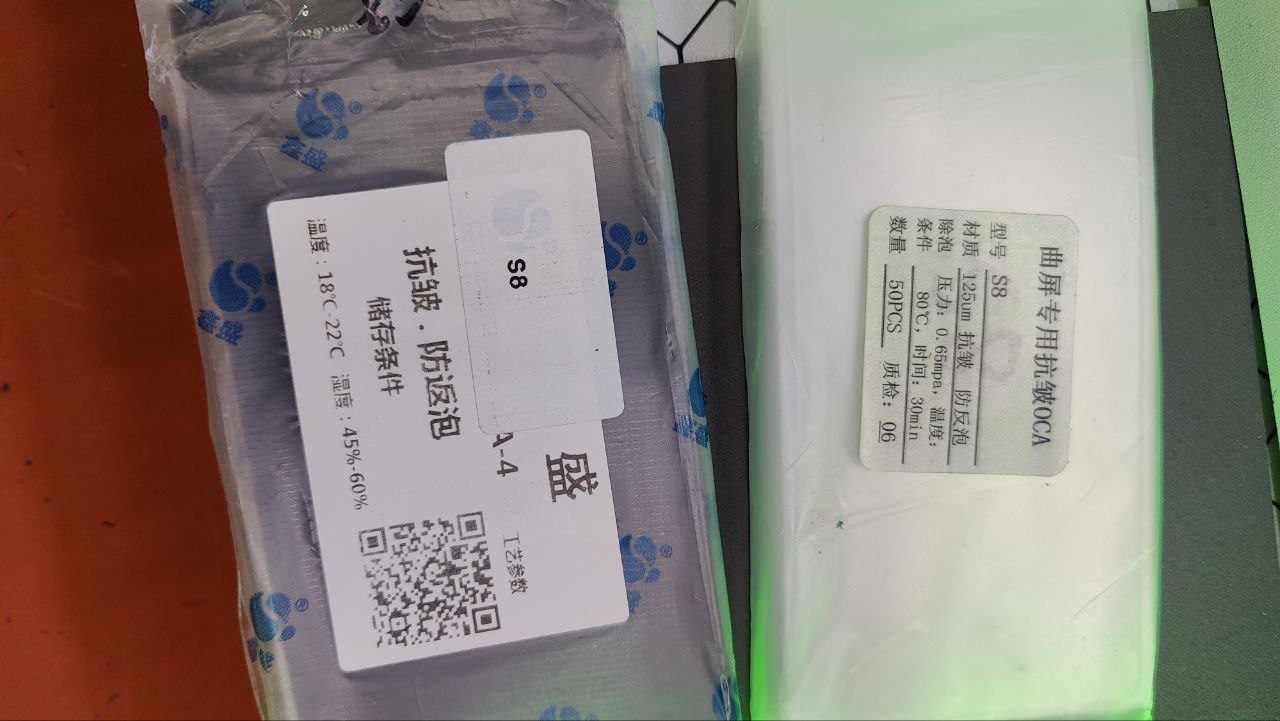 S8
盛
A-4
工艺参数
抗皱.防返泡
储存条件
温度：18℃-22℃ 湿度：45%-60%
曲屏专用抗皱OCA
型号 S8
材质 125um 抗皱 防反泡
除泡 压力：0.65mpa，温度：
条件 80℃，时间：30min
数量 50PCS 质检：06